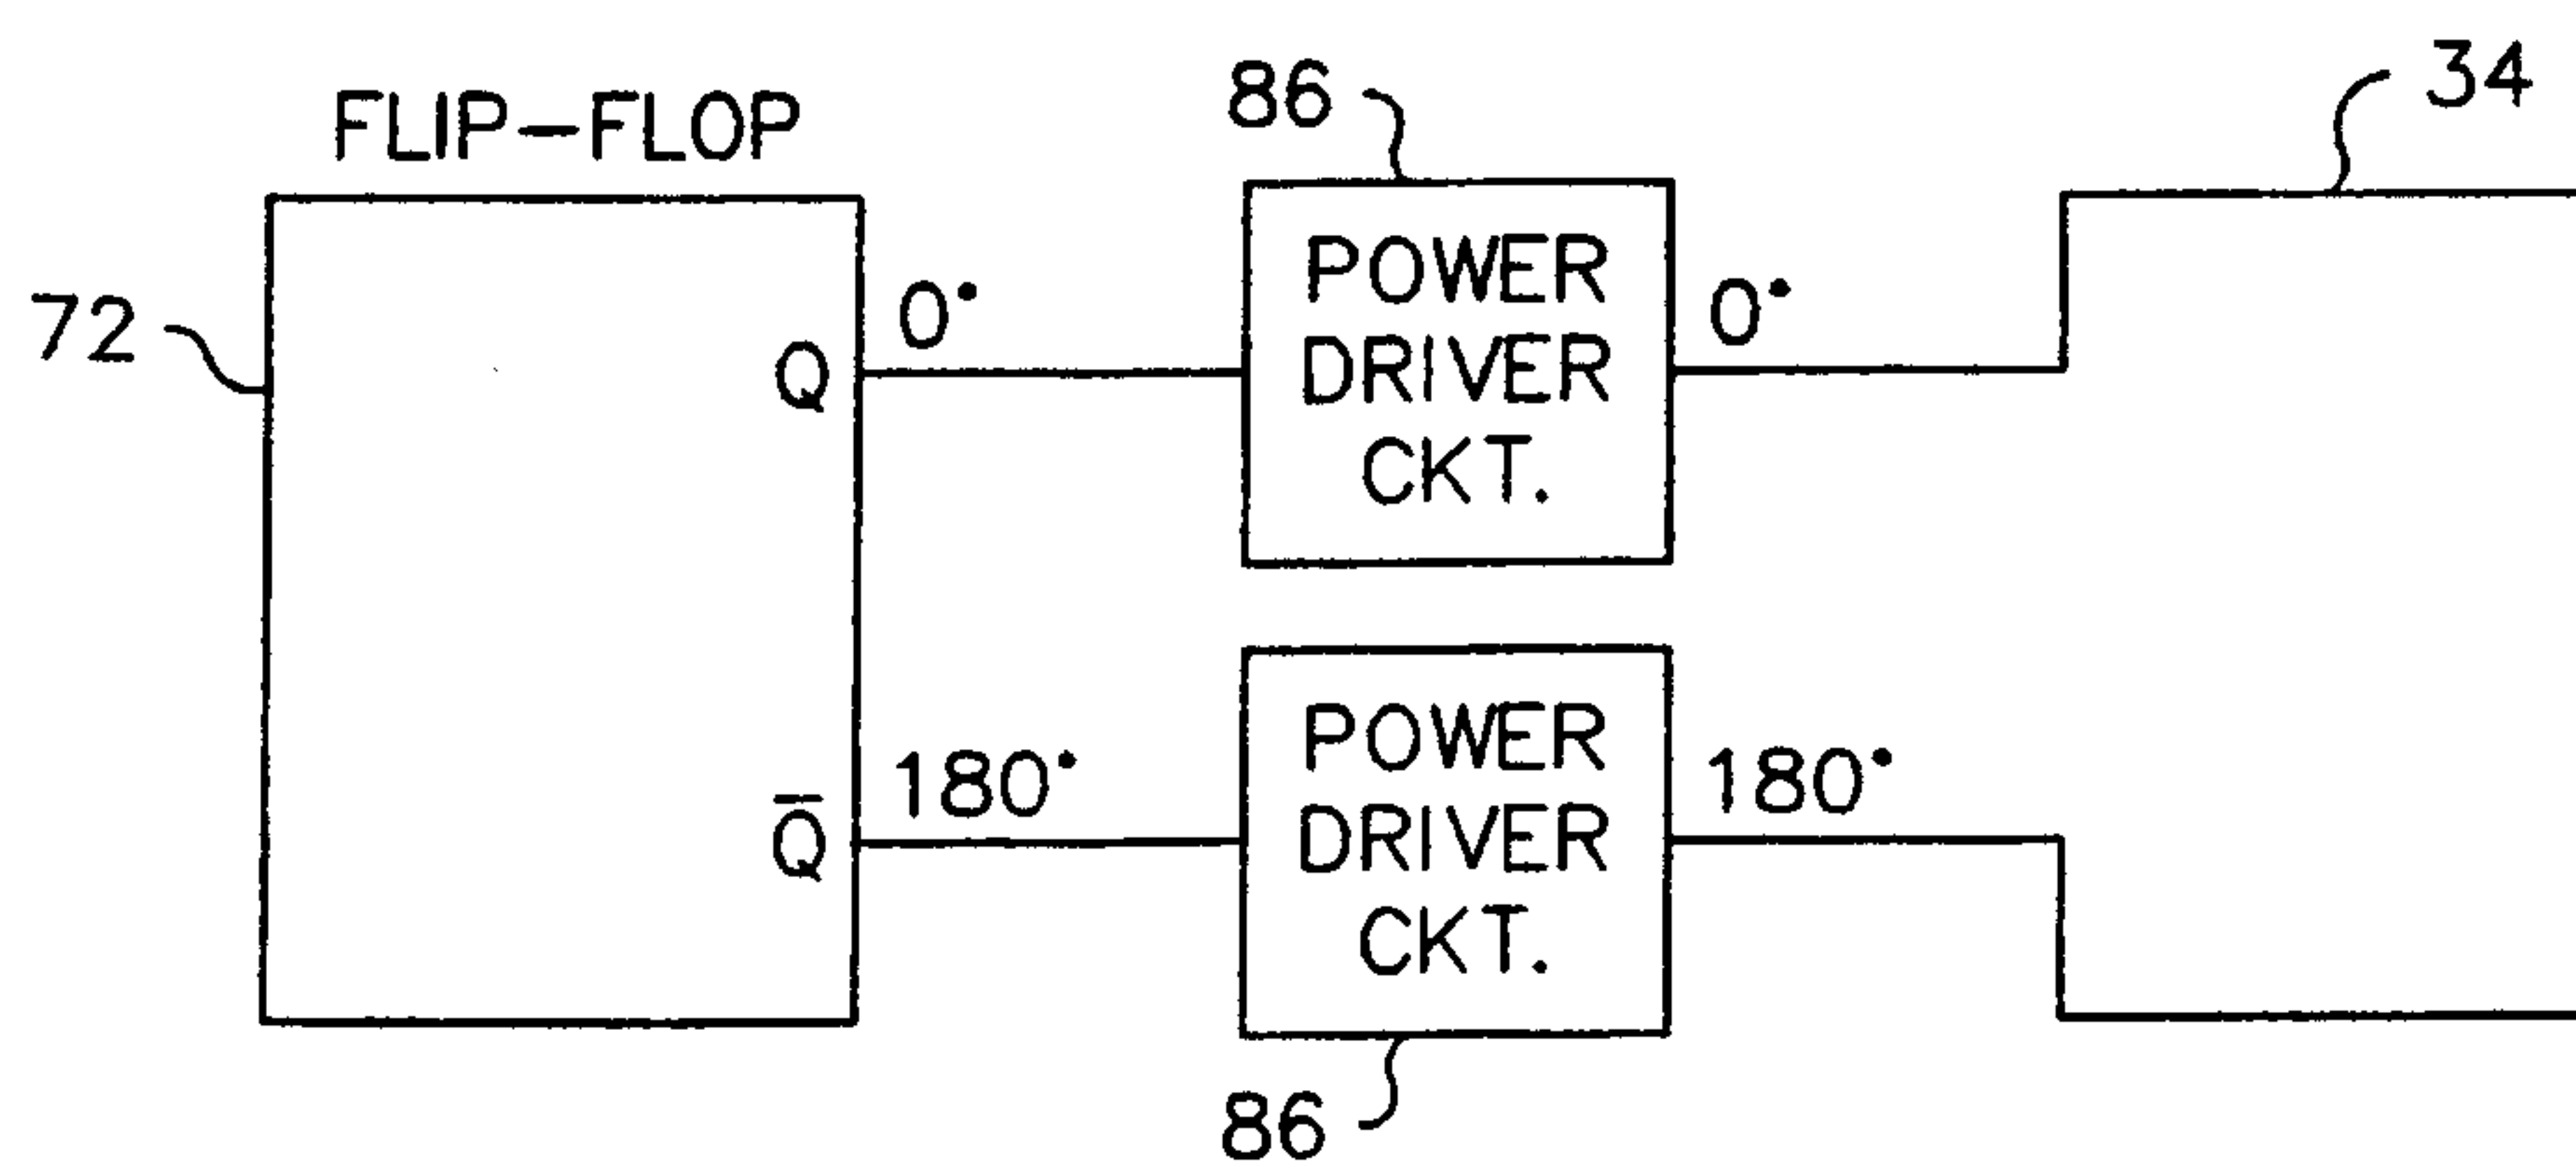 FLIP-FLOP
72
Q
0°
86
POWER
DRIVER
CKT.
0°
34
Q̅
180°
POWER
DRIVER
CKT.
180°
86